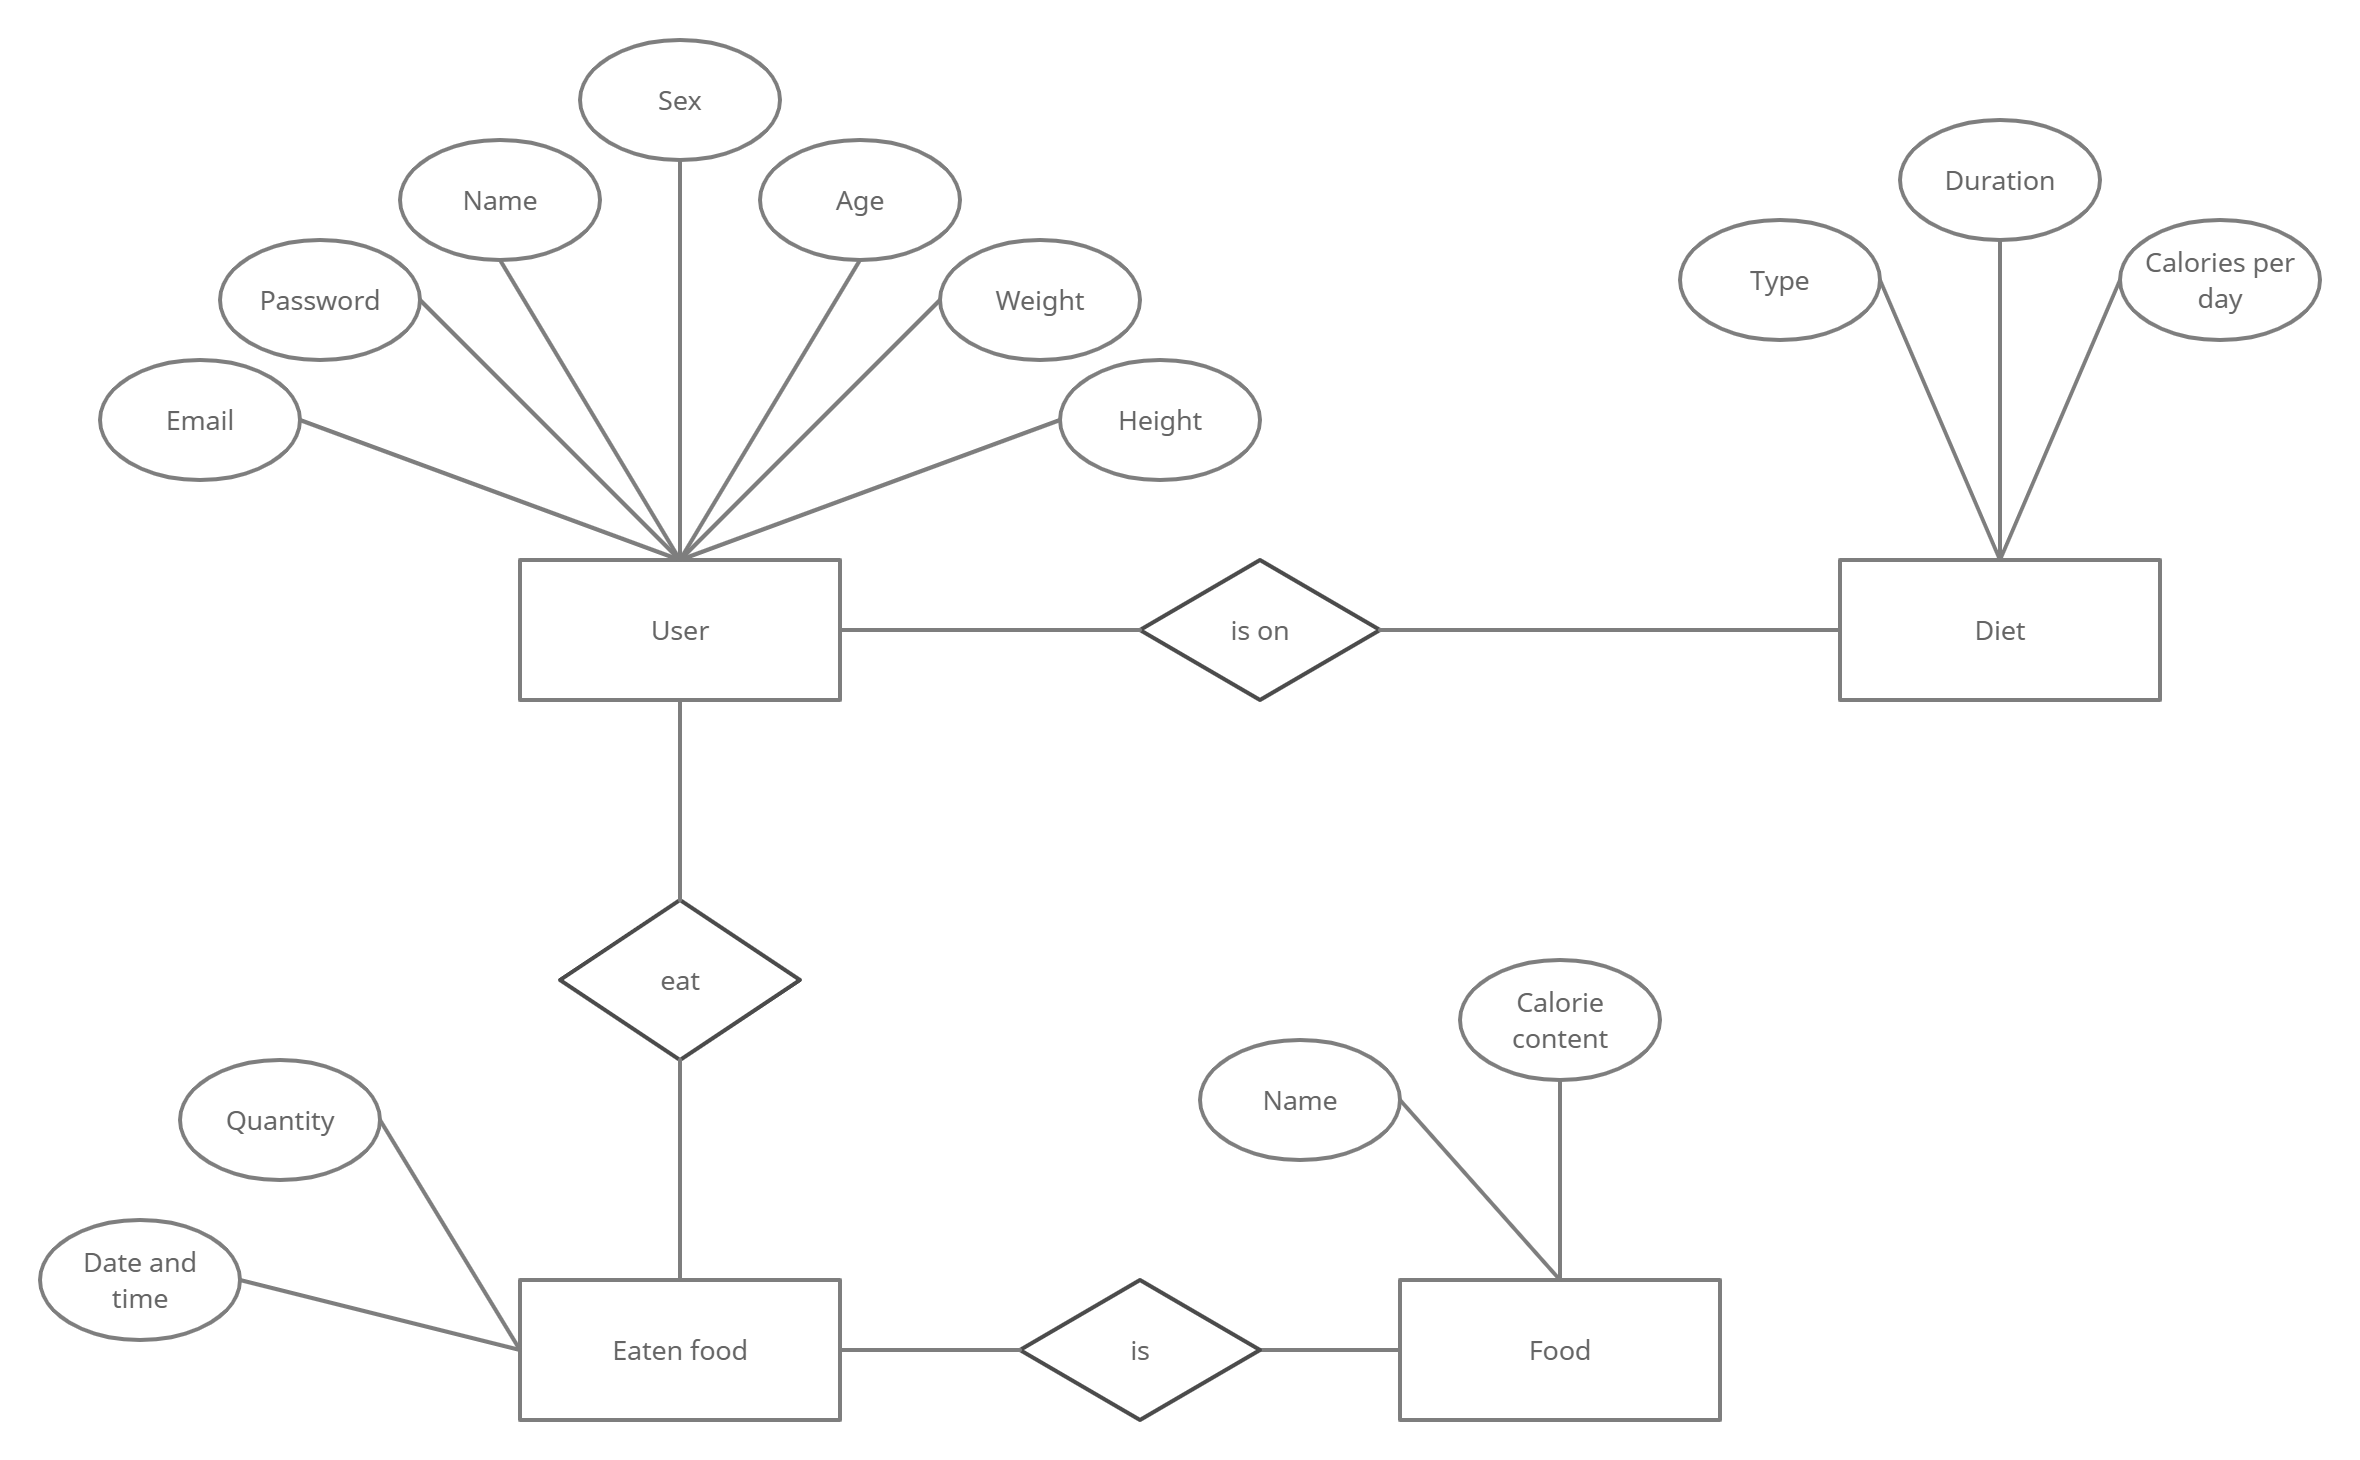 Sex
Name
Age
Duration
Password
Weight
Type
Calories per
day
Email
Height
User
is on
Diet
eat
Calorie
content
Quantity
Name
Date and
time
Eaten food
is
Food